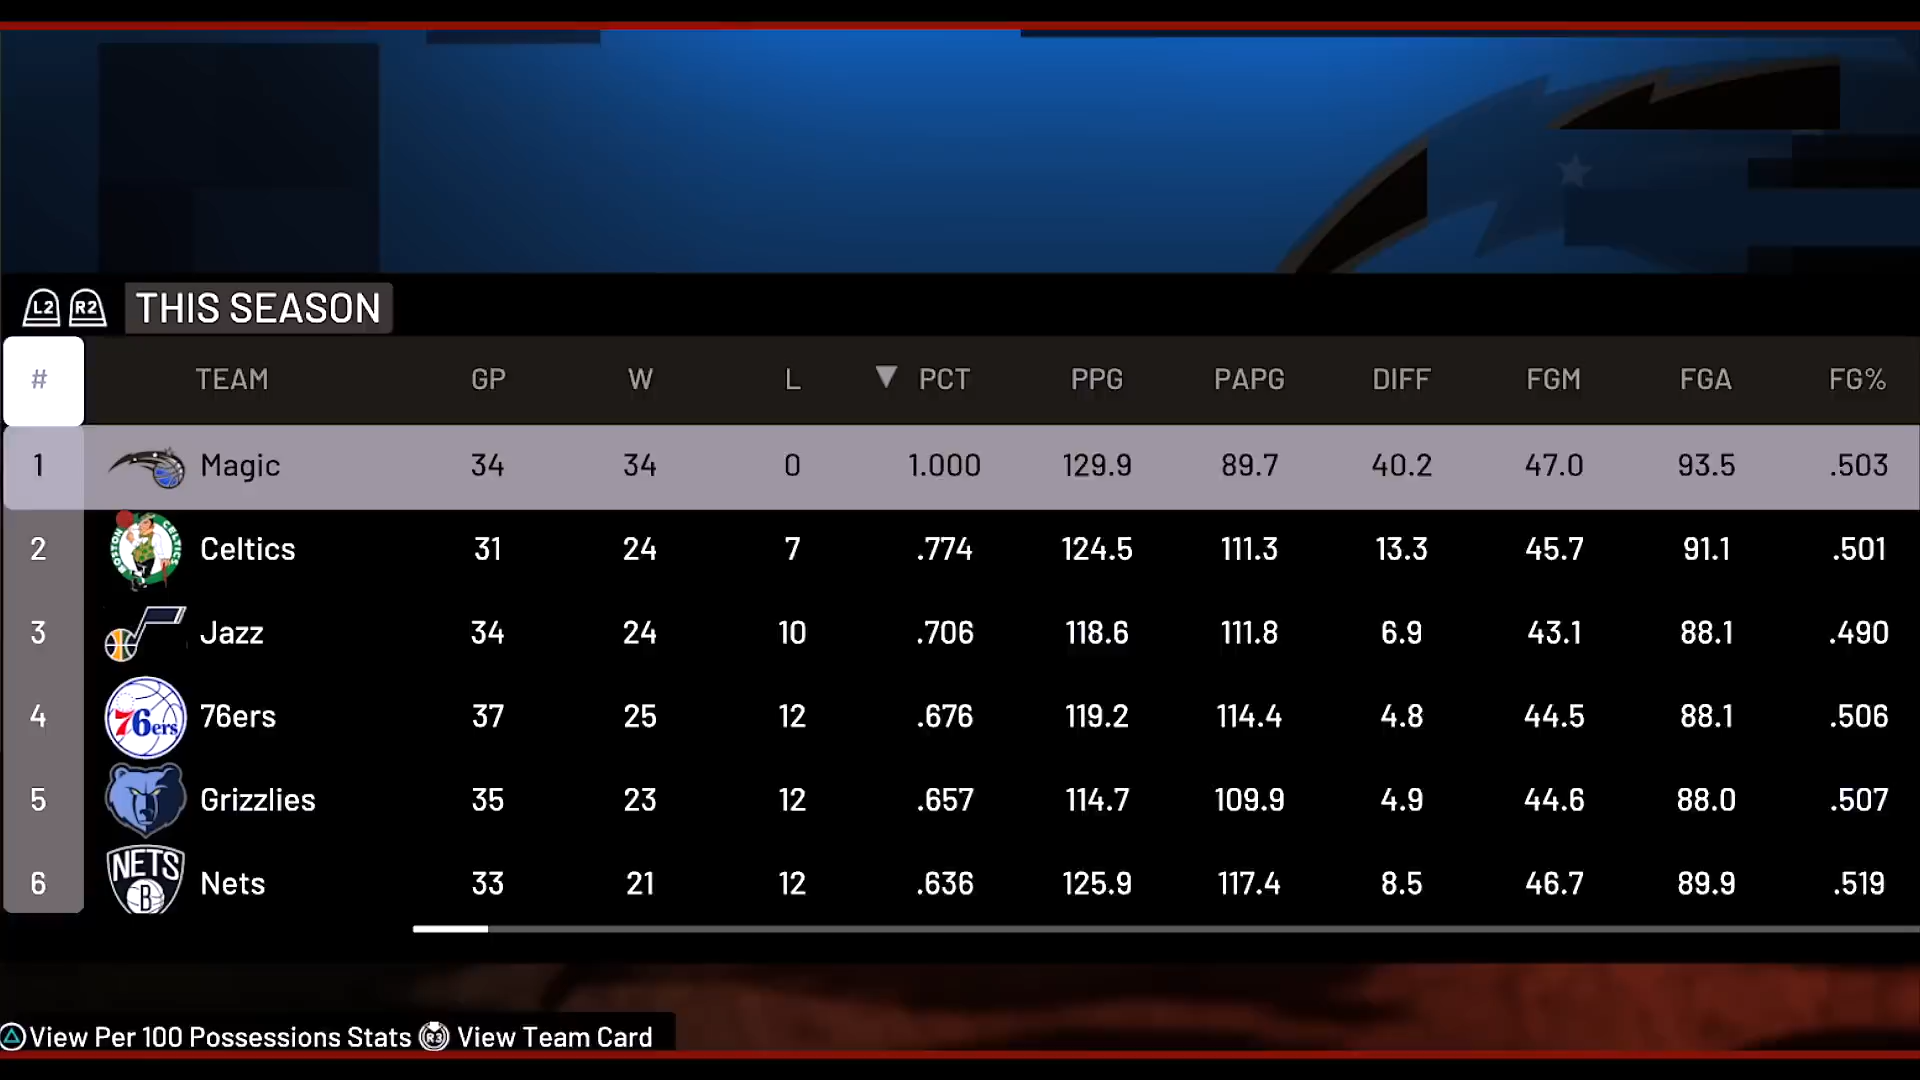 L2 R2 THIS SEASON
# TEAM GP W L ▼ PCT PPG PAPG DIFF FGM FGA FG%
1 Magic 34 34 0 1.000 129.9 89.7 40.2 47.0 93.5 .503
2 BOSTON CELTICS Celtics 31 24 7 .774 124.5 111.3 13.3 45.7 91.1 .501
3 Jazz 34 24 10 .706 118.6 111.8 6.9 43.1 88.1 .490
4 76ers 76ers 37 25 12 .676 119.2 114.4 4.8 44.5 88.1 .506
5 Grizzlies 35 23 12 .657 114.7 109.9 4.9 44.6 88.0 .507
6 NETS B Nets 33 21 12 .636 125.9 117.4 8.5 46.7 89.9 .519
View Per 100 Possessions Stats R3 View Team Card